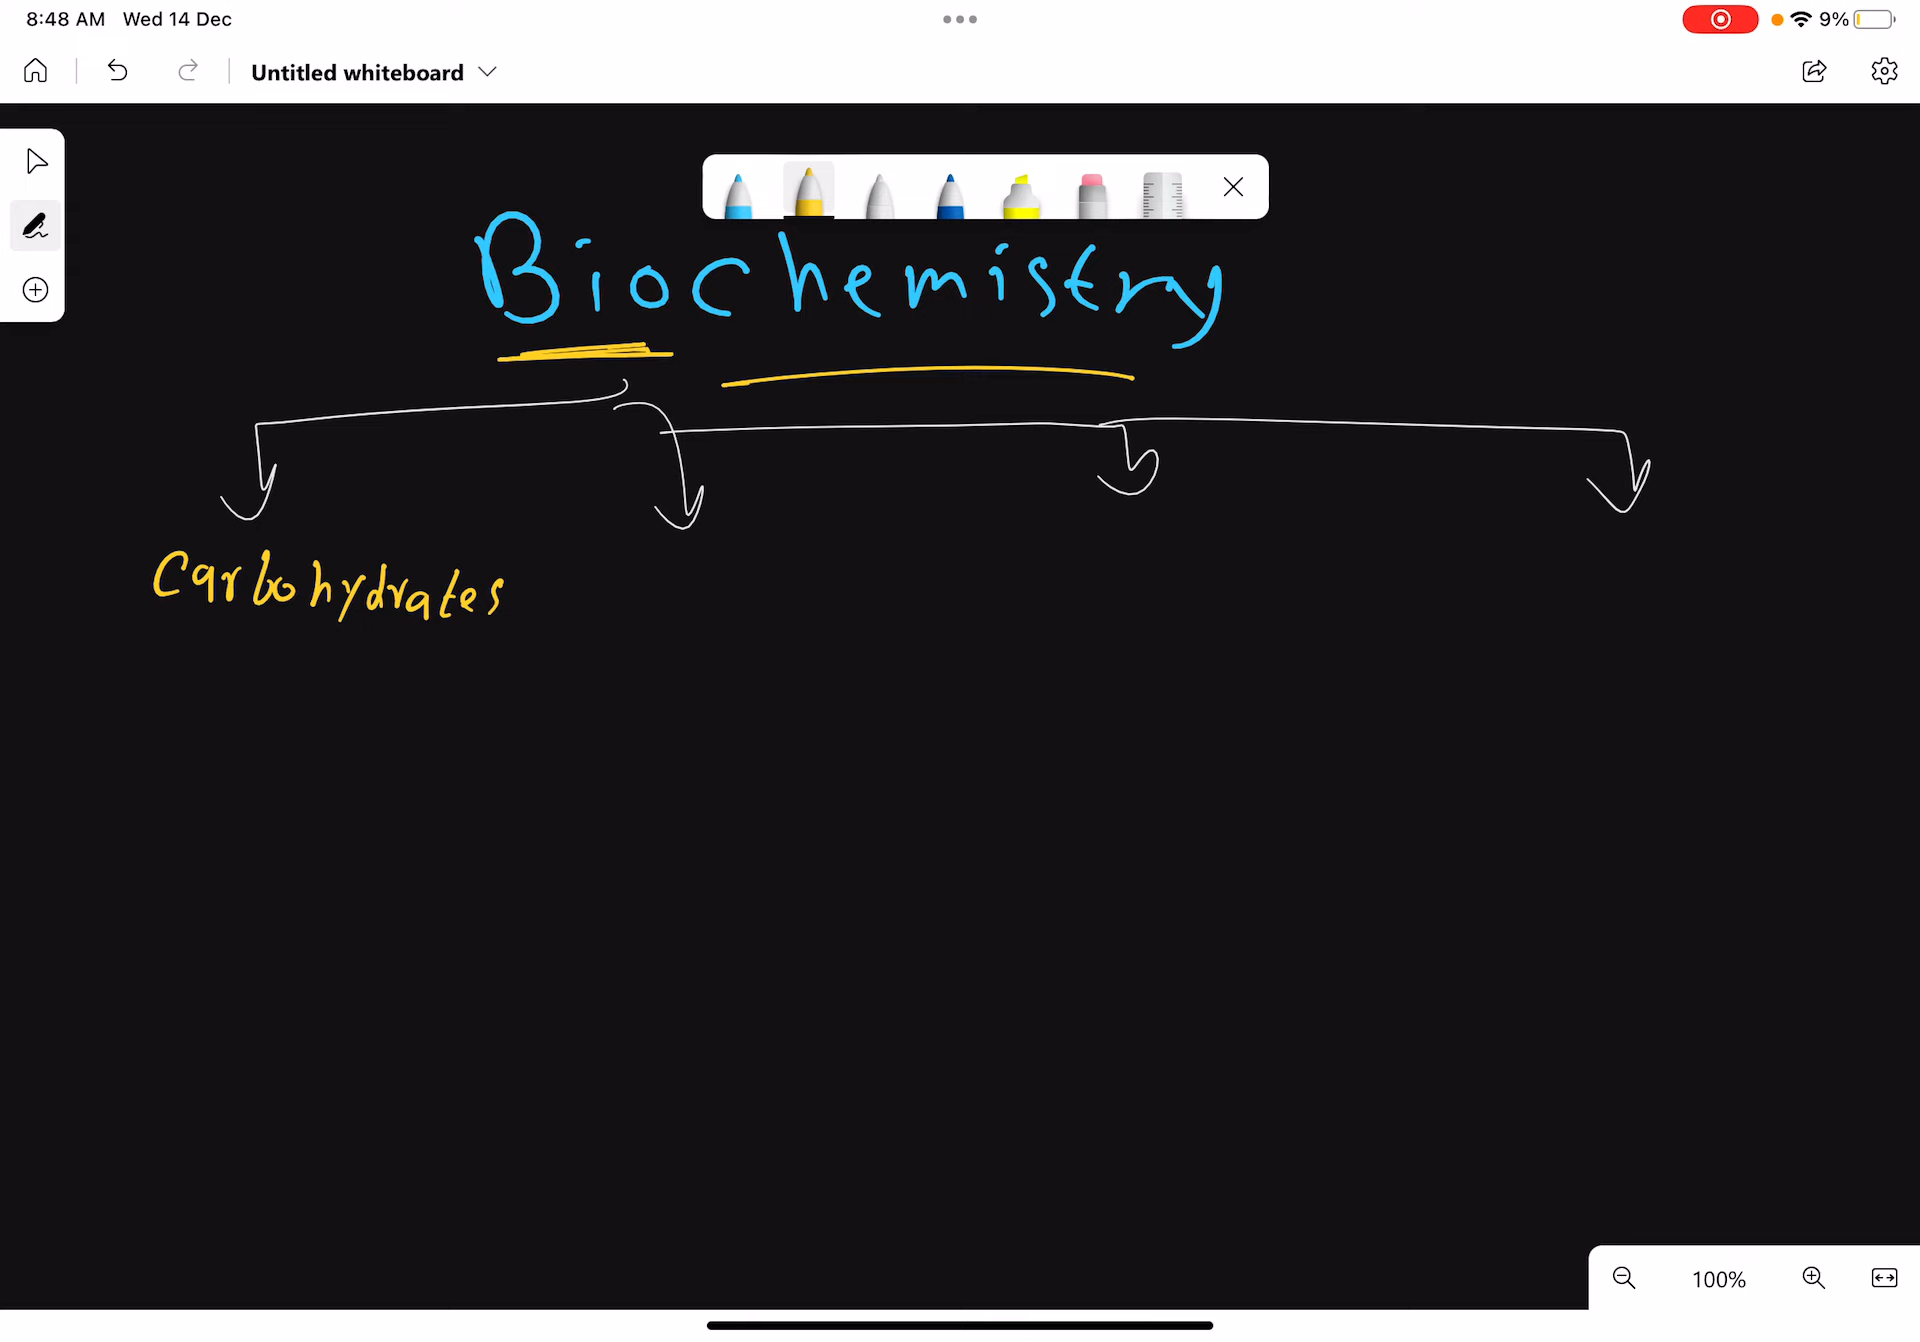 8:48 AM Wed 14 Dec
9%
Untitled whiteboard
Biochemistry
Carbohydrates
100%